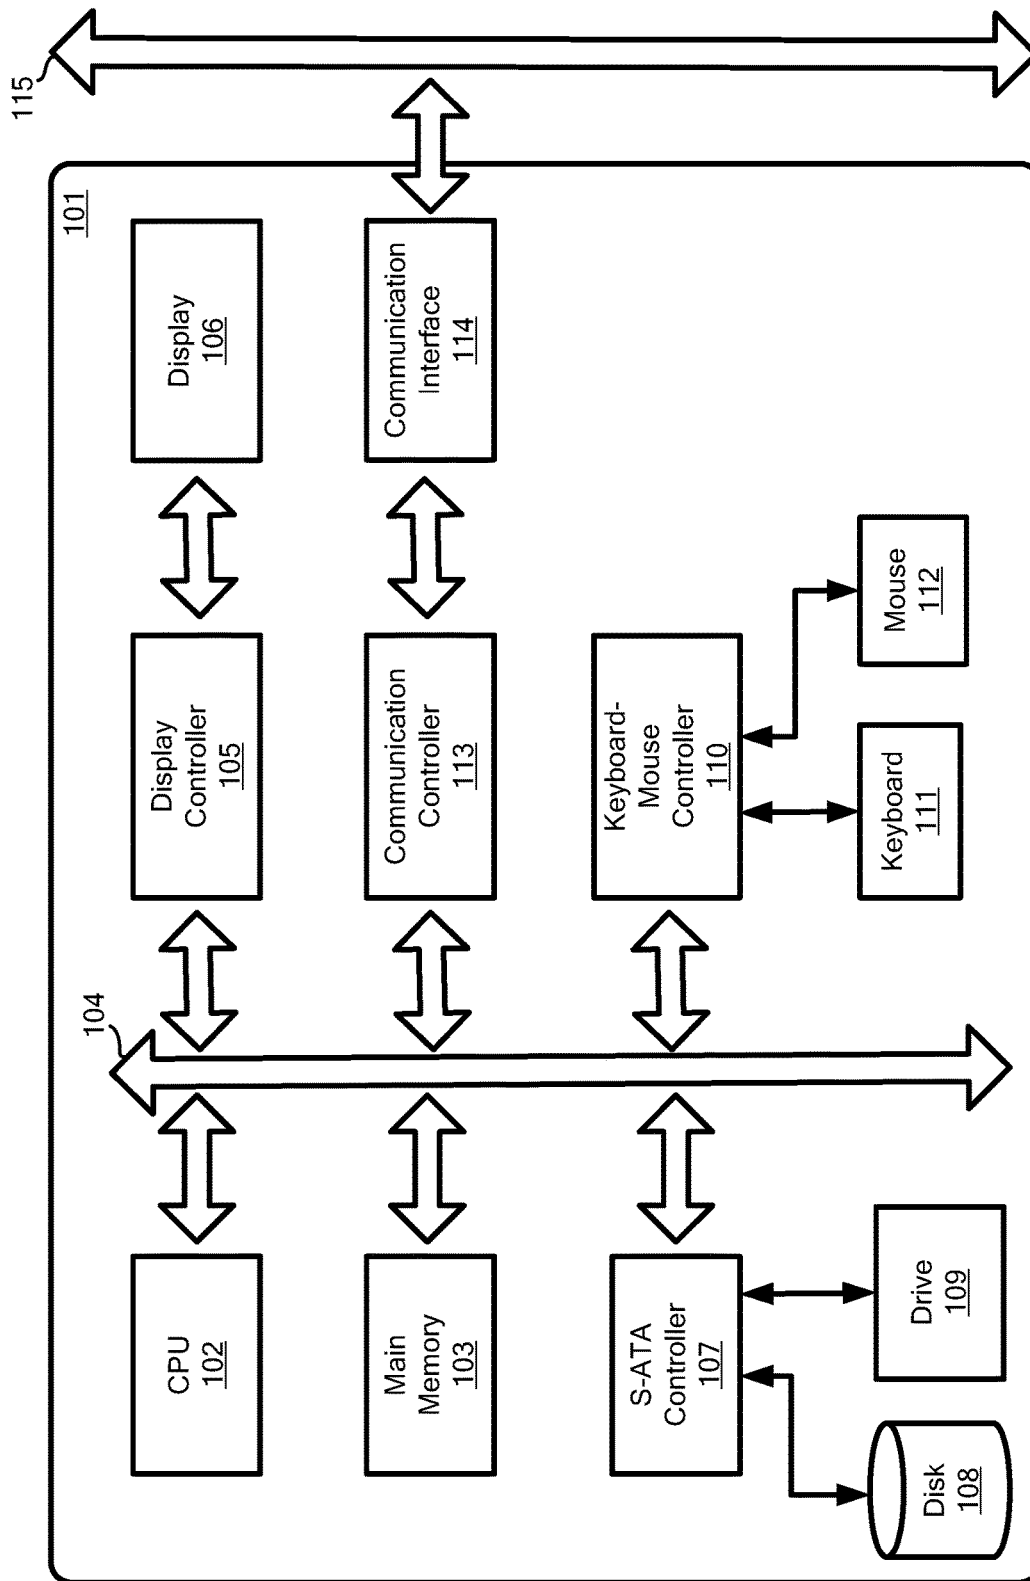 101
115
CPU
102
104
Display
Controller
105
Display
106
Main
Memory
103
Communication
Controller
113
Communication
Interface
114
S-ATA
Controller
107
Keyboard-
Mouse
Controller
110
Disk
108
Drive
109
Keyboard
111
Mouse
112